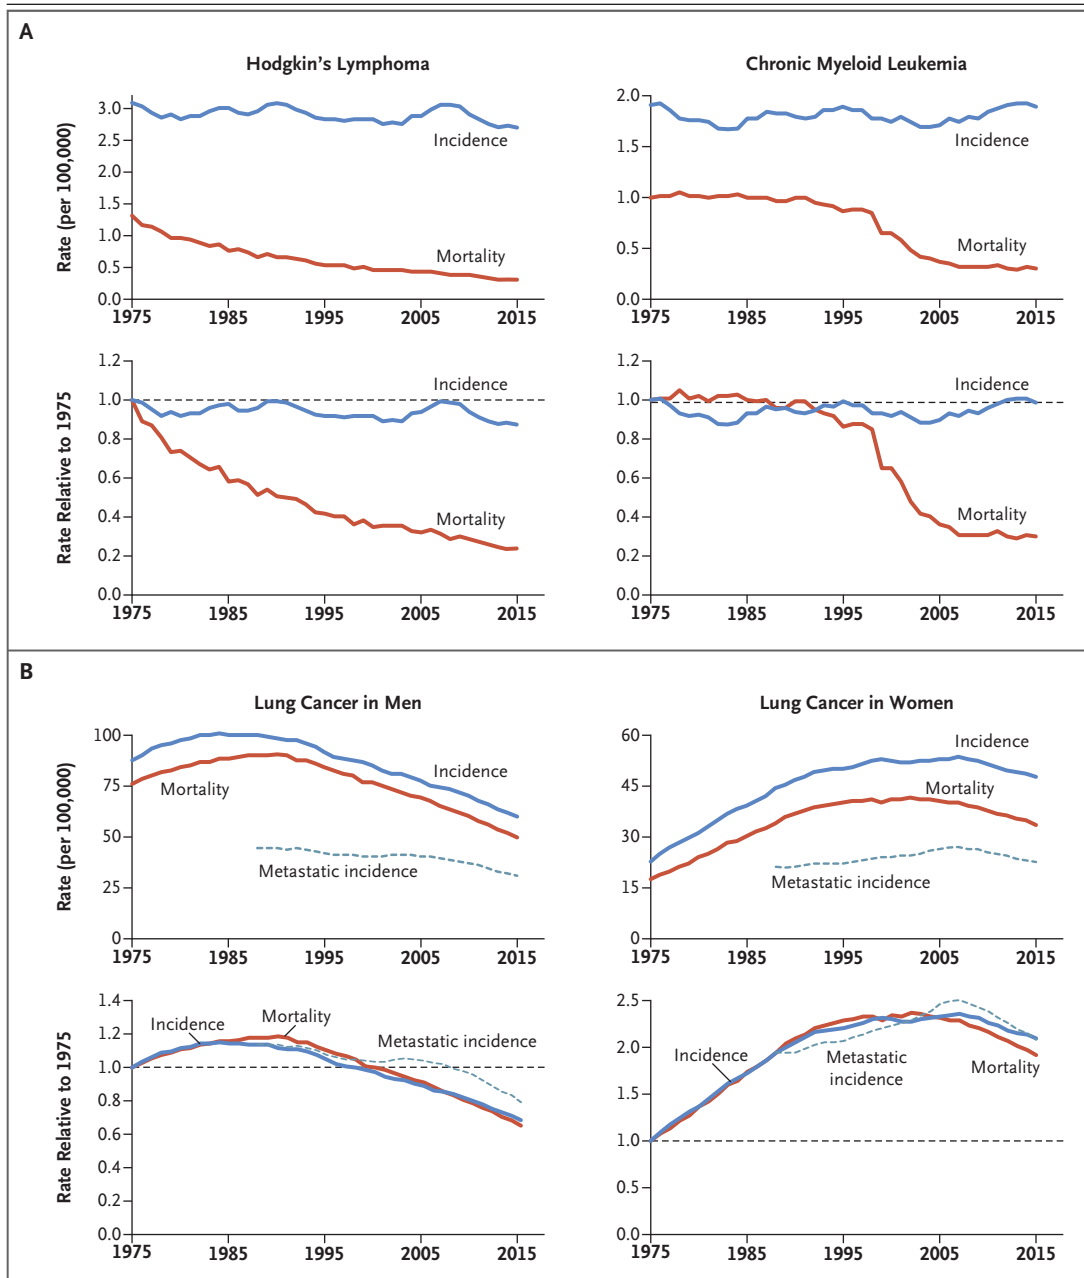 A
Hodgkin's Lymphoma
Rate (per 100,000)
3.0
2.5
2.0
1.5
1.0
0.5
0.0
Incidence
Mortality
1975 1985 1995 2005 2015
Chronic Myeloid Leukemia
2.0
1.5
1.0
0.5
0.0
Incidence
Mortality
1975 1985 1995 2005 2015
Rate Relative to 1975
1.2
1.0
0.8
0.6
0.4
0.2
0.0
Incidence
Mortality
1975 1985 1995 2005 2015
1.2
1.0
0.8
0.6
0.4
0.2
0.0
Incidence
Mortality
1975 1985 1995 2005 2015
B
Lung Cancer in Men
Rate (per 100,000)
100
75
50
25
0
Incidence
Mortality
Metastatic incidence
1975 1985 1995 2005 2015
Lung Cancer in Women
60
45
30
15
0
Incidence
Mortality
Metastatic incidence
1975 1985 1995 2005 2015
Rate Relative to 1975
1.4
1.2
1.0
0.8
0.6
0.4
0.2
0.0
Incidence
Mortality
Metastatic incidence
1975 1985 1995 2005 2015
2.5
2.0
1.5
1.0
0.5
0.0
Incidence
Metastatic
incidence
Mortality
1975 1985 1995 2005 2015